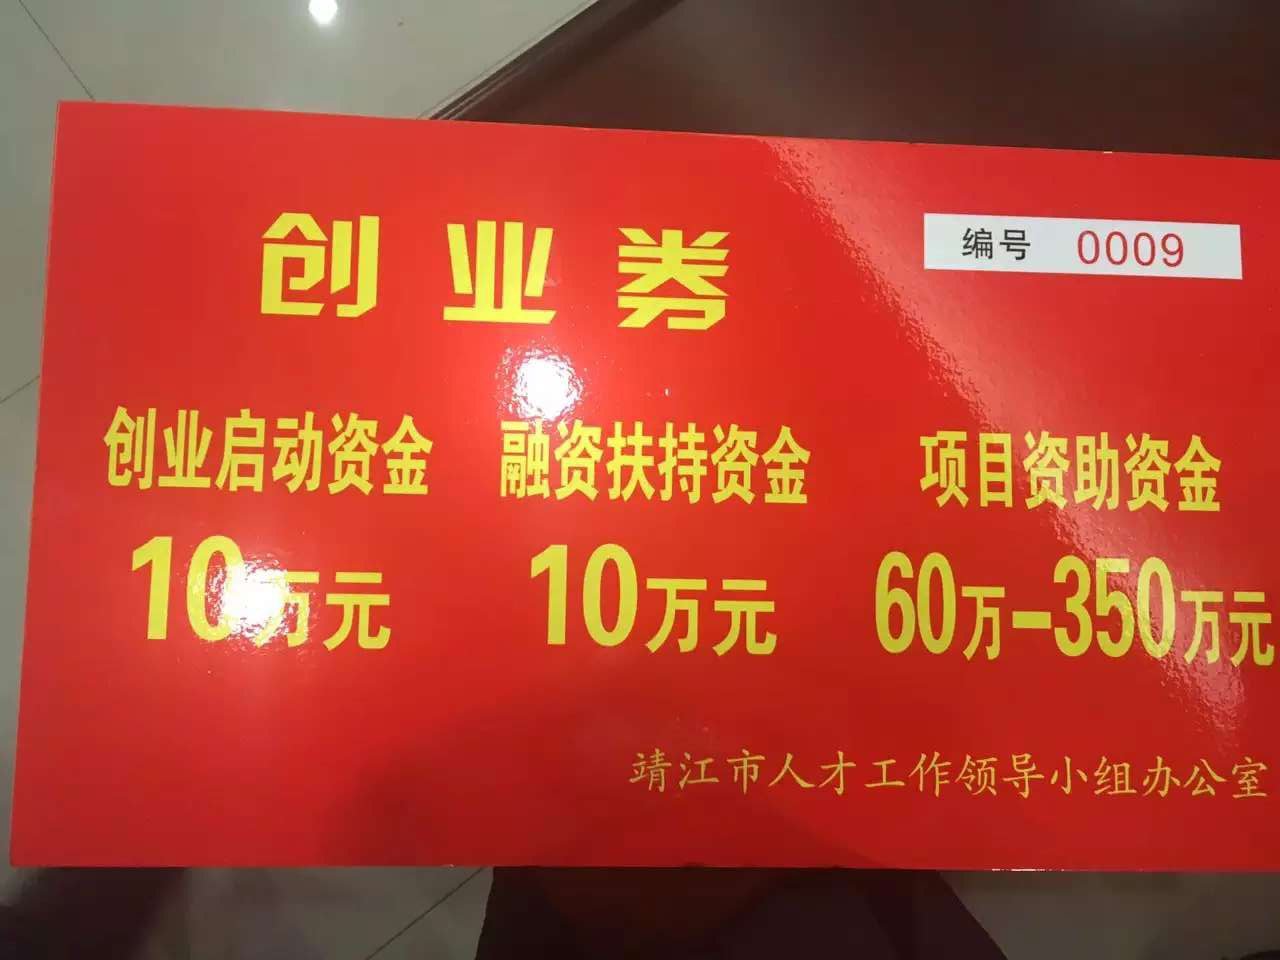 创业券
编号 0009
创业启动资金 融资扶持资金 项目资助资金
10万元 10万元 60万-350万元
靖江市人才工作领导小组办公室